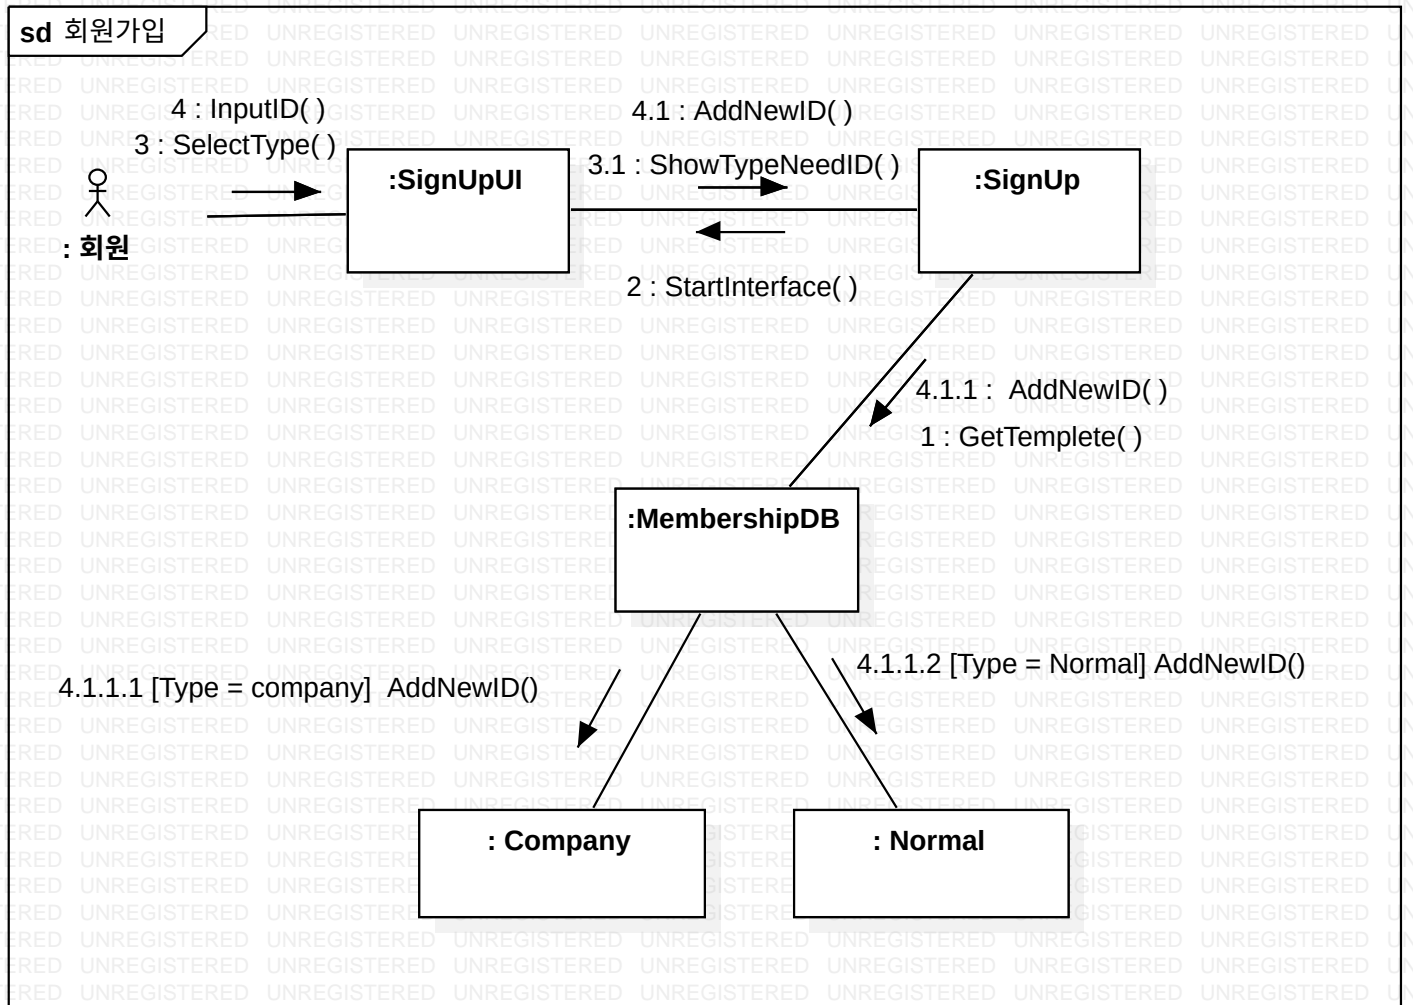 sd 회원가입
4 : InputID( )
3 : SelectType( )
4.1 : AddNewID( )
3.1 : ShowTypeNeedID( )
:SignUpUI
:SignUp
: 회원
2 : StartInterface( )
4.1.1 :  AddNewID( )
1 : GetTemplete( )
:MembershipDB
4.1.1.1 [Type = company]  AddNewID()
4.1.1.2 [Type = Normal] AddNewID()
: Company
: Normal
UNREGISTERED